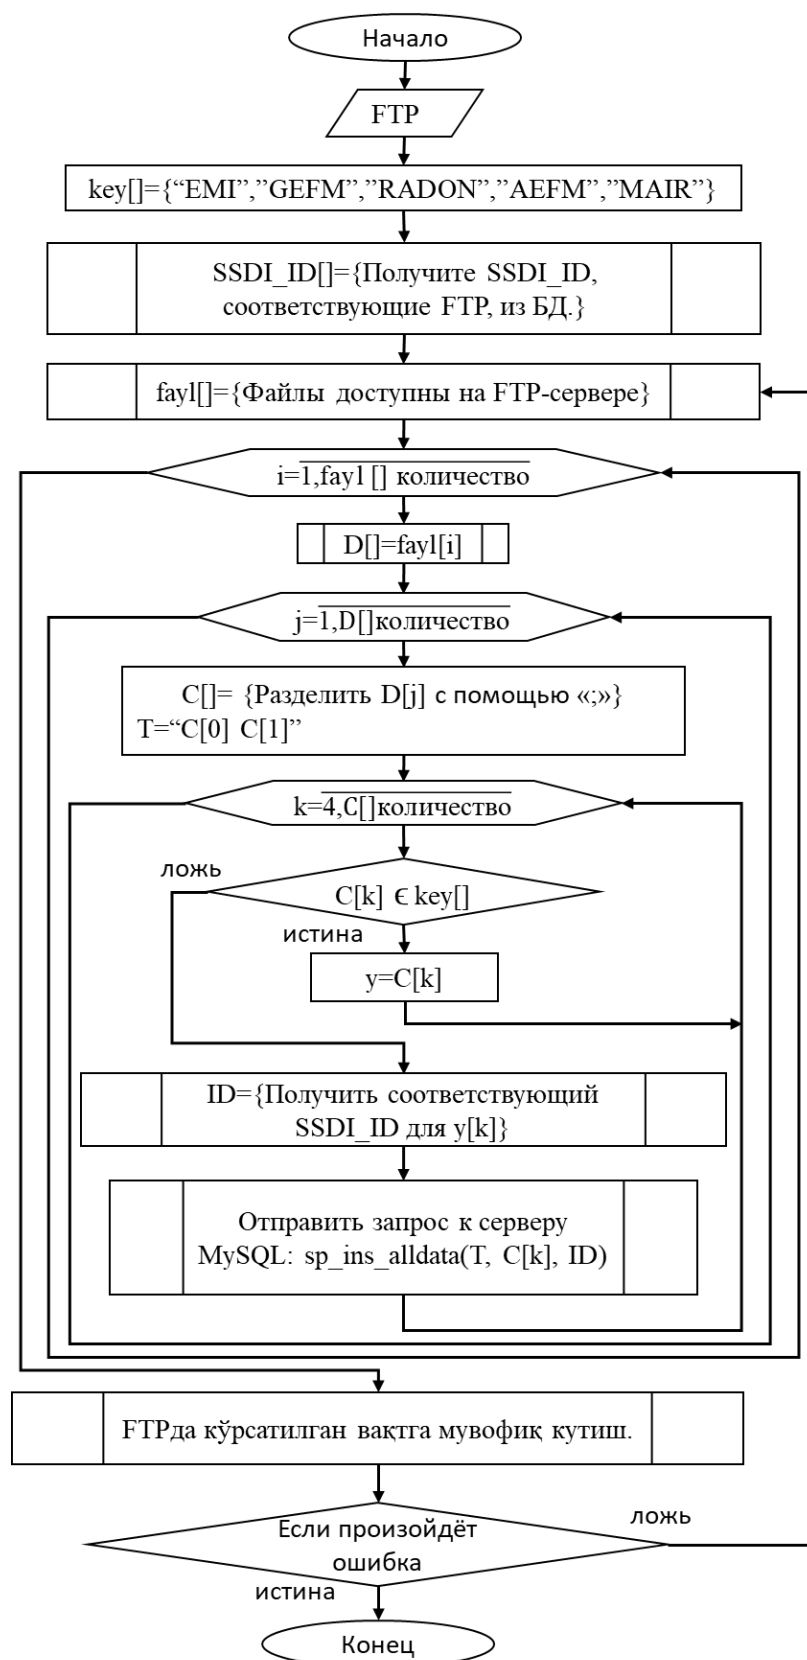 Начало
FTP
key[]={“EMI”,”GEFM”,”RADON”,”AEFM”,”MAIR”}
SSDI_ID[]={Получите SSDI_ID,
соответствующие FTP, из БД.}
fayl[]={Файлы доступны на FTP-сервере}
i=1,fayl [] количество
D[]=fayl[i]
j=1,D[]количество
C[]= {Разделить D[j] с помощью «;»}
T=“C[0] C[1]”
k=4,C[]количество
ложь
C[k] Є key[]
истина
y=C[k]
ID={Получить соответствующий
SSDI_ID для y[k]}
Отправить запрос к серверу
MySQL: sp_ins_alldata(T, C[k], ID)
FTPда кўрсатилган вақтга мувофиқ кутиш.
ложь
Если произойдёт
ошибка
истина
Конец